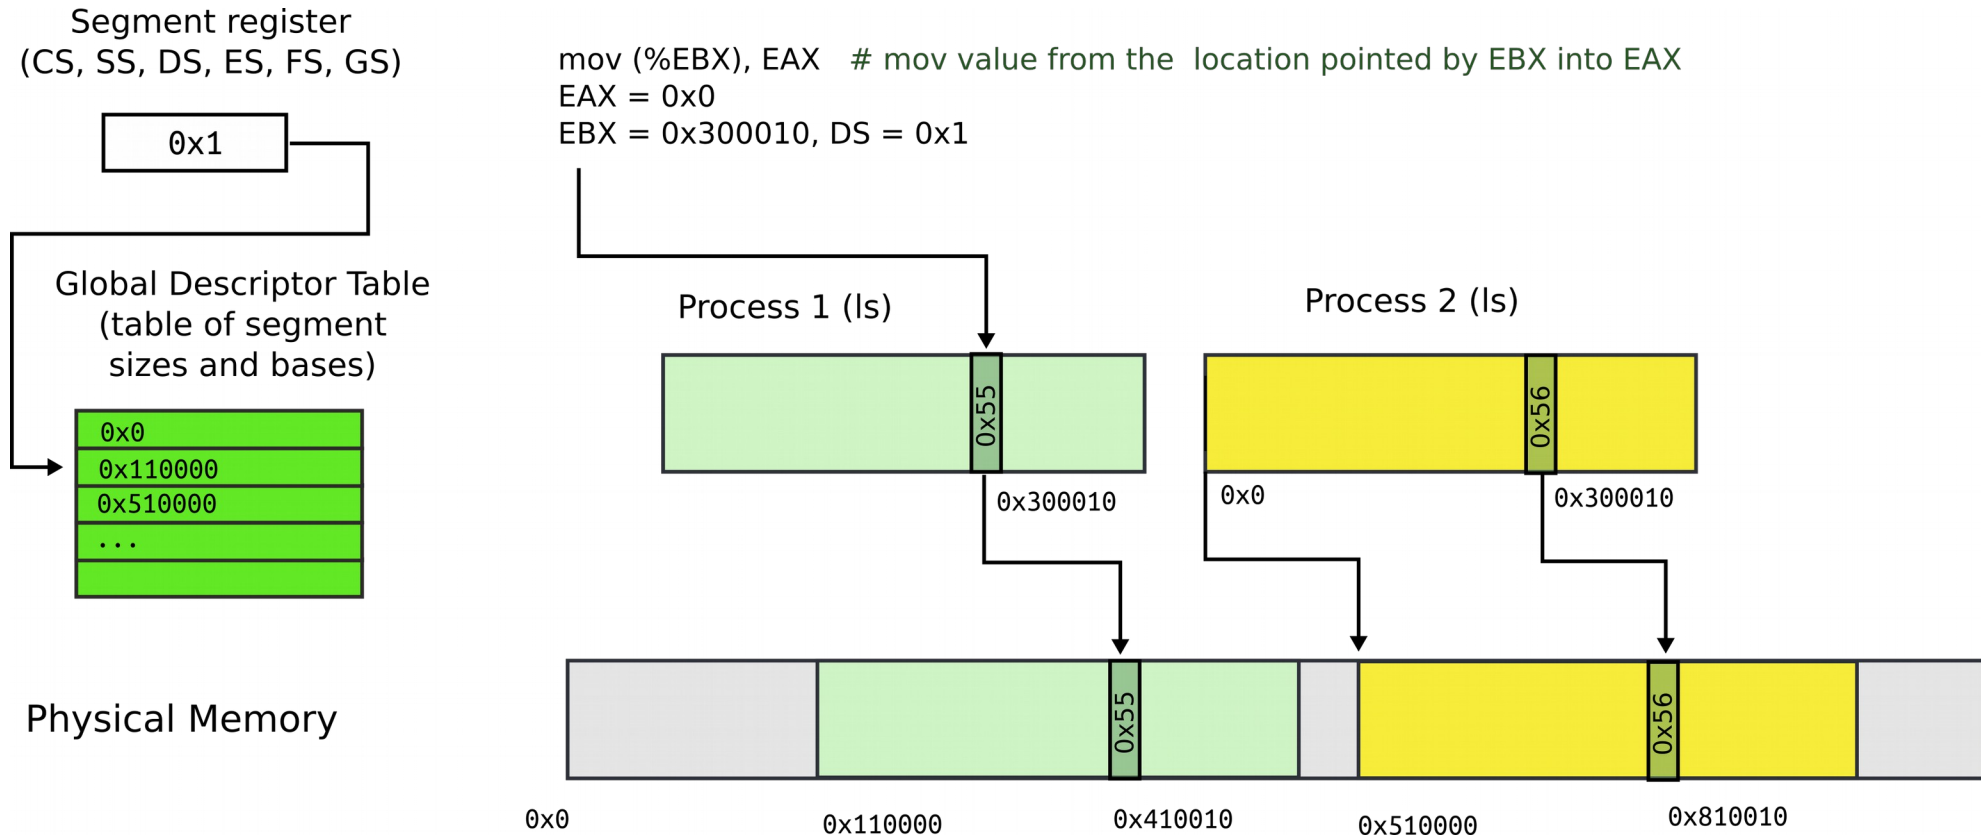 Segment register
(CS, SS, DS, ES, FS, GS)
0x1
mov (%EBX), EAX   # mov value from the  location pointed by EBX into EAX
EAX = 0x0
EBX = 0x300010, DS = 0x1
Global Descriptor Table
(table of segment
sizes and bases)
0x0
0x110000
0x510000
...
Process 1 (ls)
0x55
0x300010
Process 2 (ls)
0x56
0x0
0x300010
Physical Memory
0x55
0x56
0x0
0x110000
0x410010
0x510000
0x810010